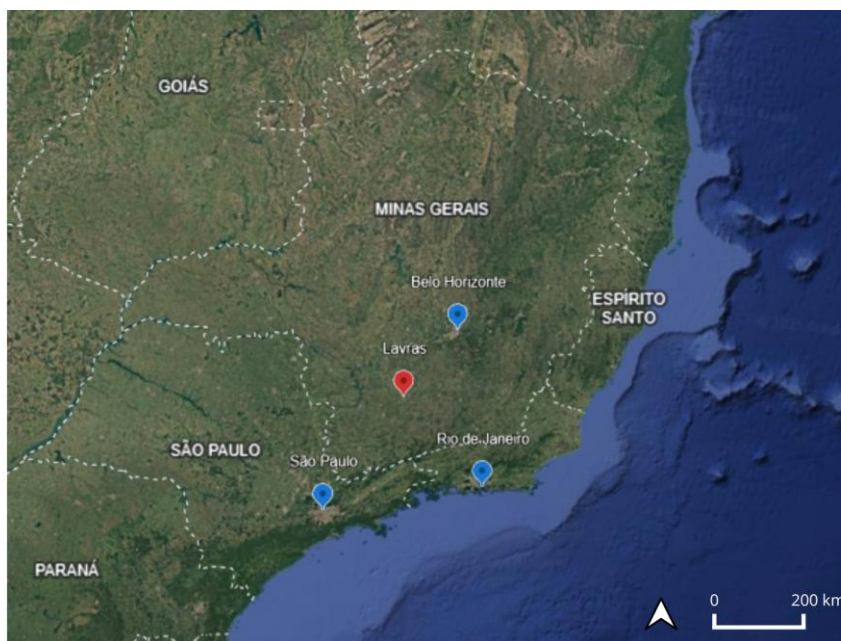 GOIÁS
MINAS GERAIS
Belo Horizonte
ESPÍRITO
SANTO
Lavras
Rio de Janeiro
SÃO PAULO
São Paulo
PARANÁ
0 200 km